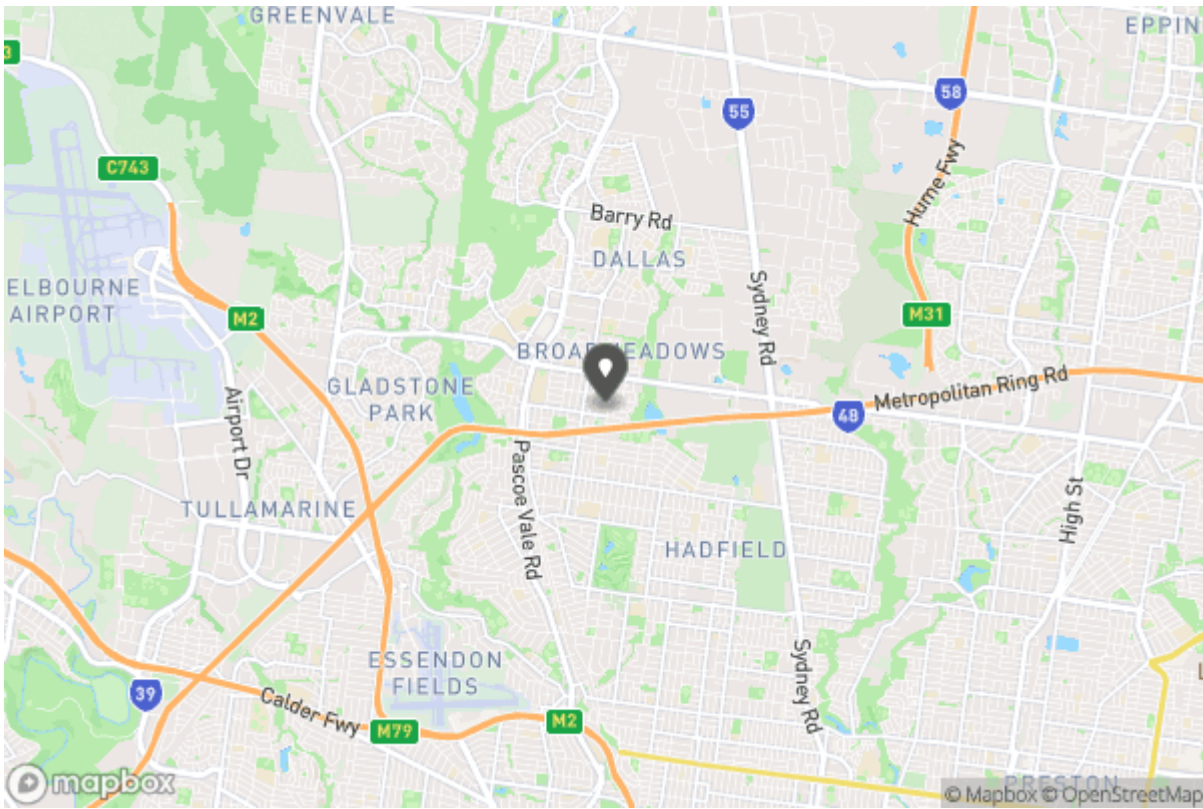 GREENVALE
EPPIN
3
58
55
C743
Hume Fwy
Barry Rd
DALLAS
ELBOURNE
AIRPORT
M2
Sydney Rd
M31
BROADMEADOWS
GLADSTONE
PARK
Metropolitan Ring Rd
48
Airport Dr
Pascoe Vale Rd
TULLAMARINE
High St
HADFIELD
ESSENDON
FIELDS
Sydney Rd
L
39
Calder Fwy
M79
M2
PRESTON
mapbox
© Mapbox © OpenStreetMap